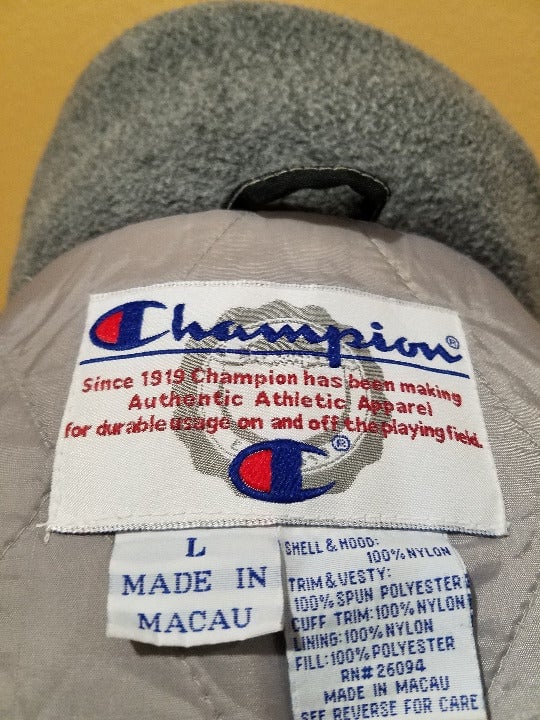 Champion®
Since 1919 Champion has been making
Authentic Athletic Apparel
for durable usage on and off the playing field.
®
L
MADE IN
MACAU
SHELL & HOOD:
100% NYLON
TRIM & VESTY:
100% SPUN POLYESTER
CUFF TRIM:100% NYLON
LINING:100% NYLON
FILL:100% POLYESTER
RN# 26094
MADE IN MACAU
SEE REVERSE FOR CARE